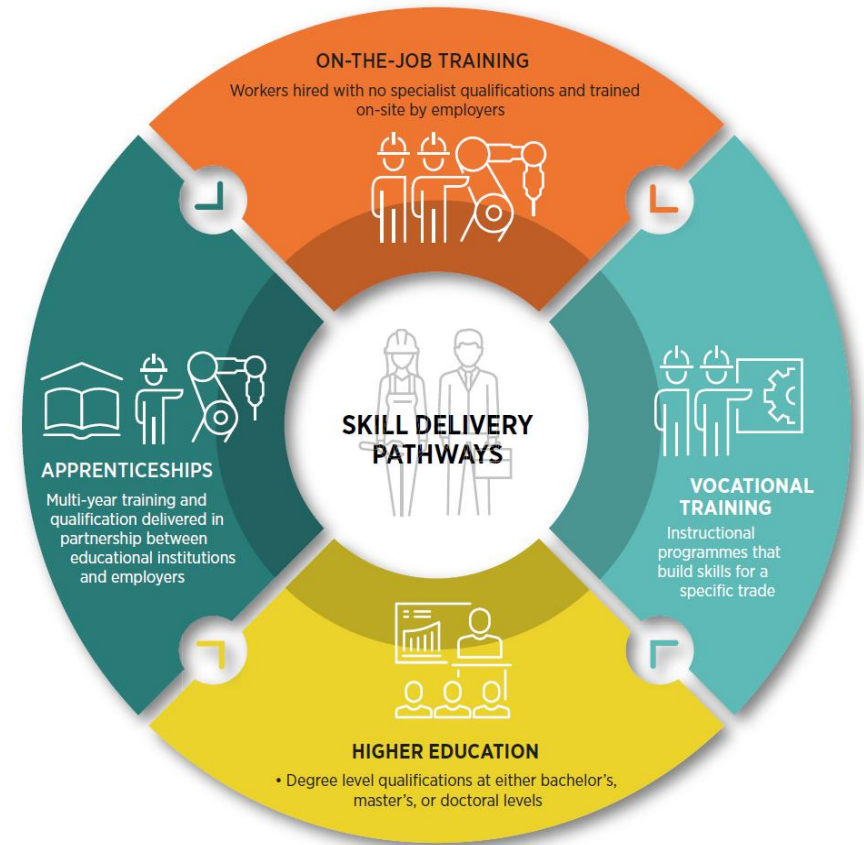 ON-THE-JOB TRAINING
Workers hired with no specialist qualifications and trained
on-site by employers
SKILL DELIVERY
PATHWAYS
APPRENTICESHIPS
Multi-year training and
qualification delivered in
partnership between
educational institutions
and employers
VOCATIONAL
TRAINING
Instructional
programmes that
build skills for a
specific trade
HIGHER EDUCATION
• Degree level qualifications at either bachelor's,
master's, or doctoral levels